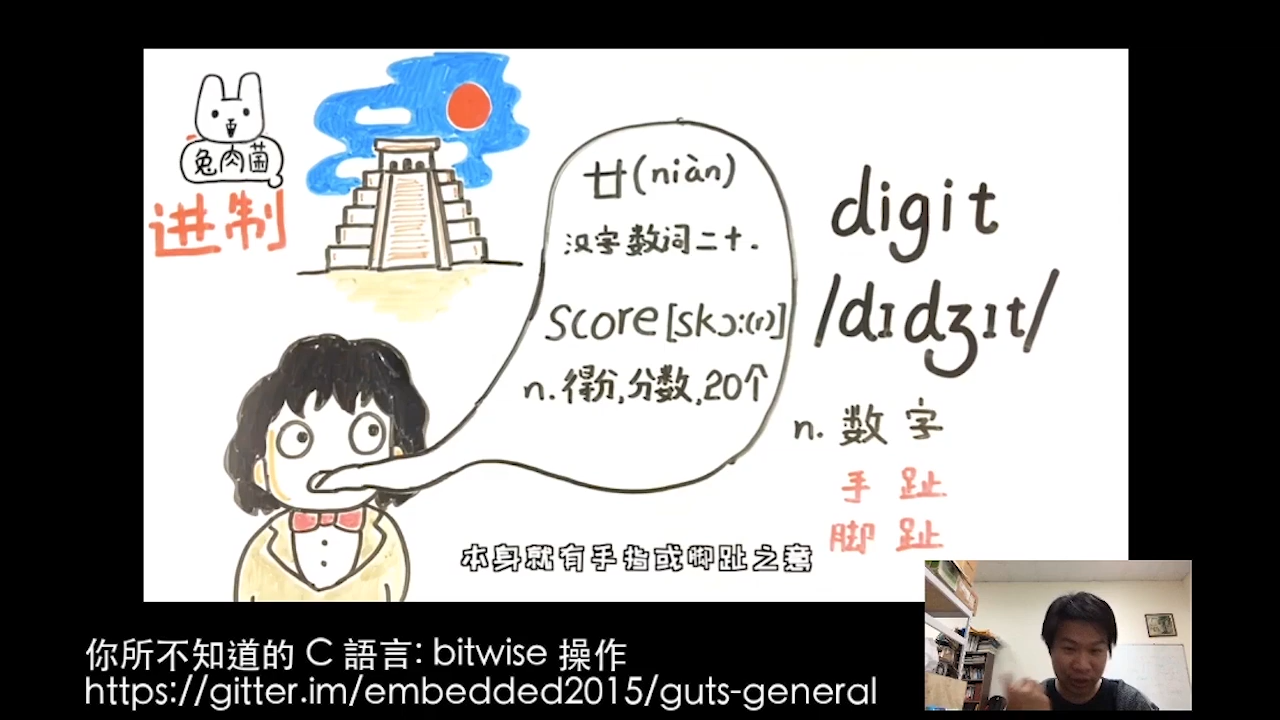 兔肉菌
进制
廿(niàn)
汉字数词二十.
Score[skɔ:(r)]
n.得分,分数,20个
digit
/dɪdʒɪt/
n. 数字
手趾
脚趾
本身就有手指或脚趾之意
你所不知道的 C 語言: bitwise 操作
https://gitter.im/embedded2015/guts-general